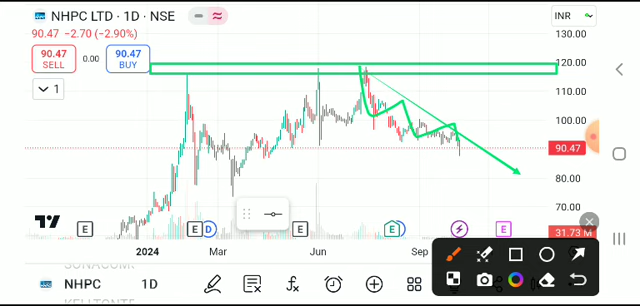 NHPC LTD · 1D · NSE
INR
90.47 −2.70 (−2.90%)
130.00
90.47
SELL
0.00
90.47
BUY
120.00
1
110.00
100.00
90.47
80.00
70.00
E
E
D
E
E
E
31.73 M
2024
Mar
Jun
Sep
NHPC
1D